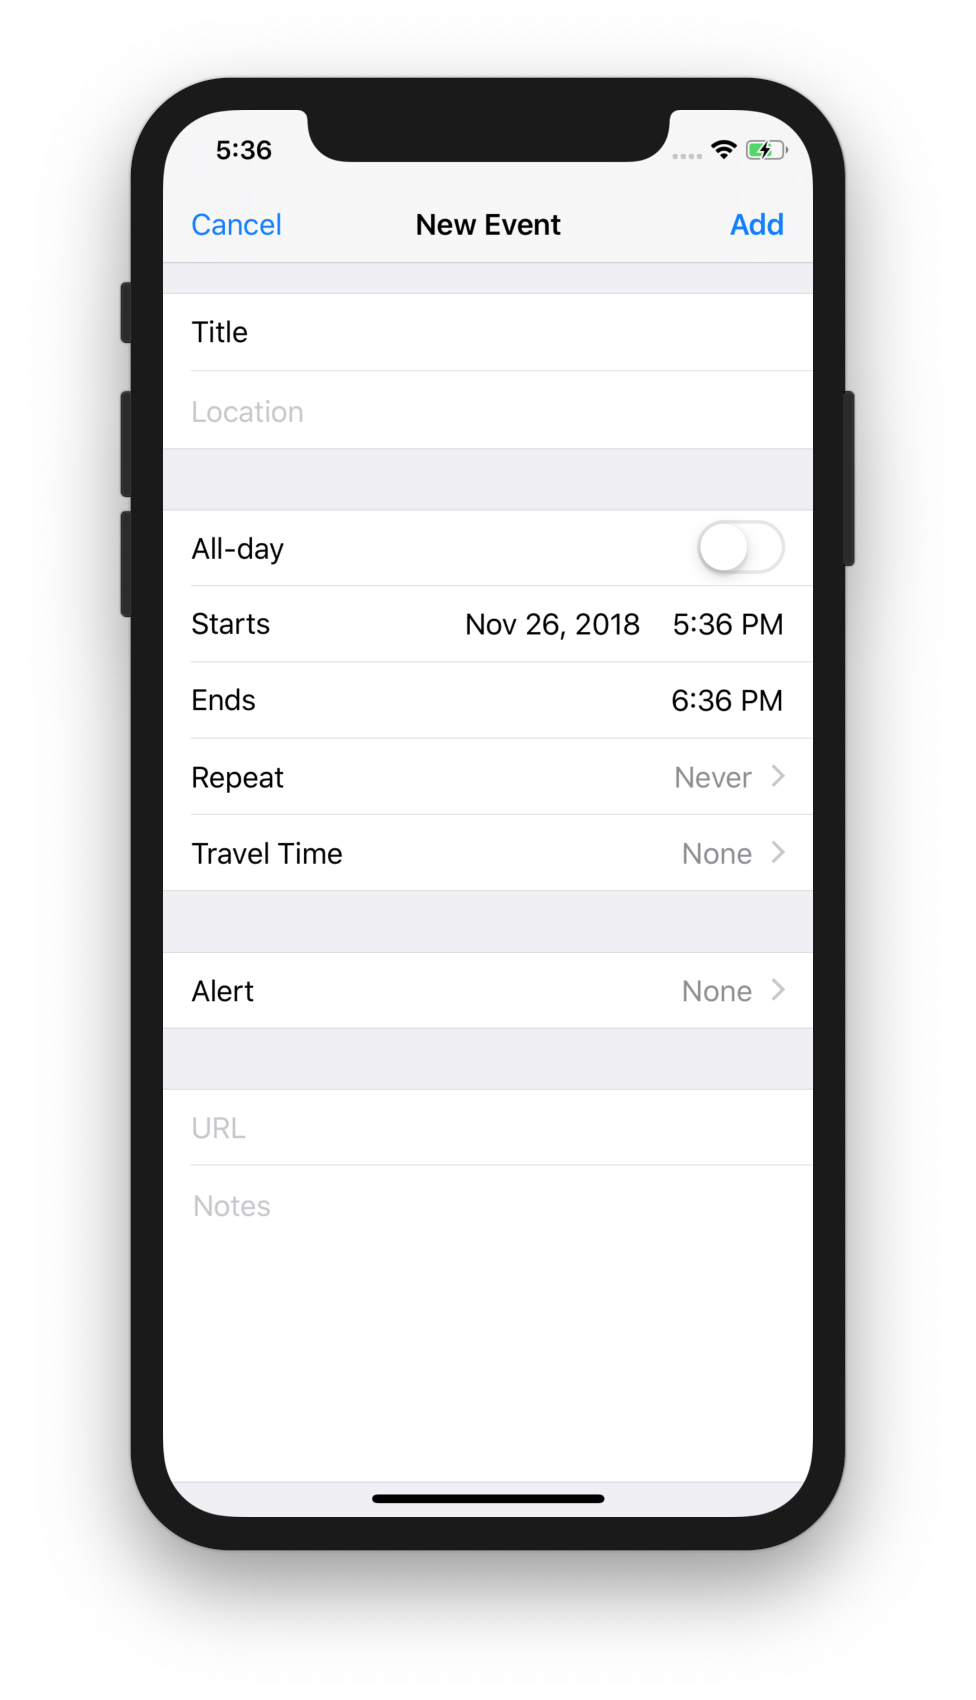 5:36
Cancel New Event Add
Title
Location
All-day
Starts Nov 26, 2018 5:36 PM
Ends 6:36 PM
Repeat Never
Travel Time None
Alert None
URL
Notes